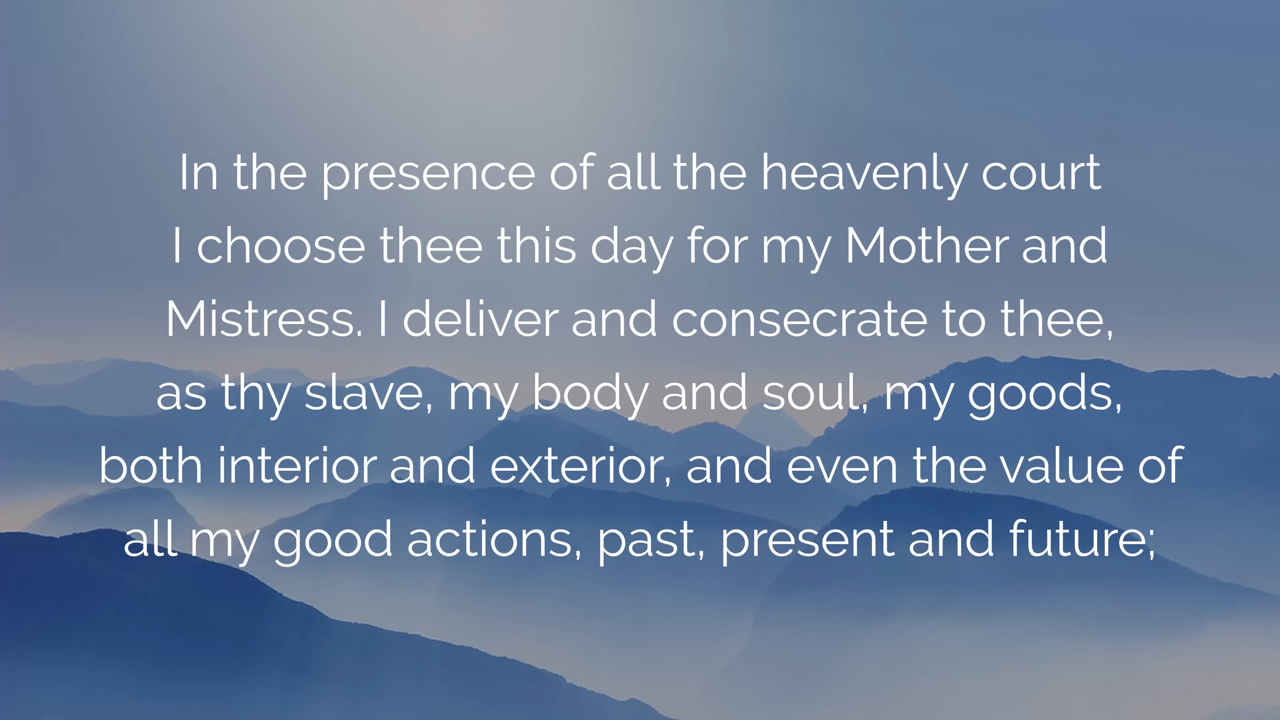 In the presence of all the heavenly court
I choose thee this day for my Mother and
Mistress. I deliver and consecrate to thee,
as thy slave, my body and soul, my goods,
both interior and exterior, and even the value of
all my good actions, past, present and future;